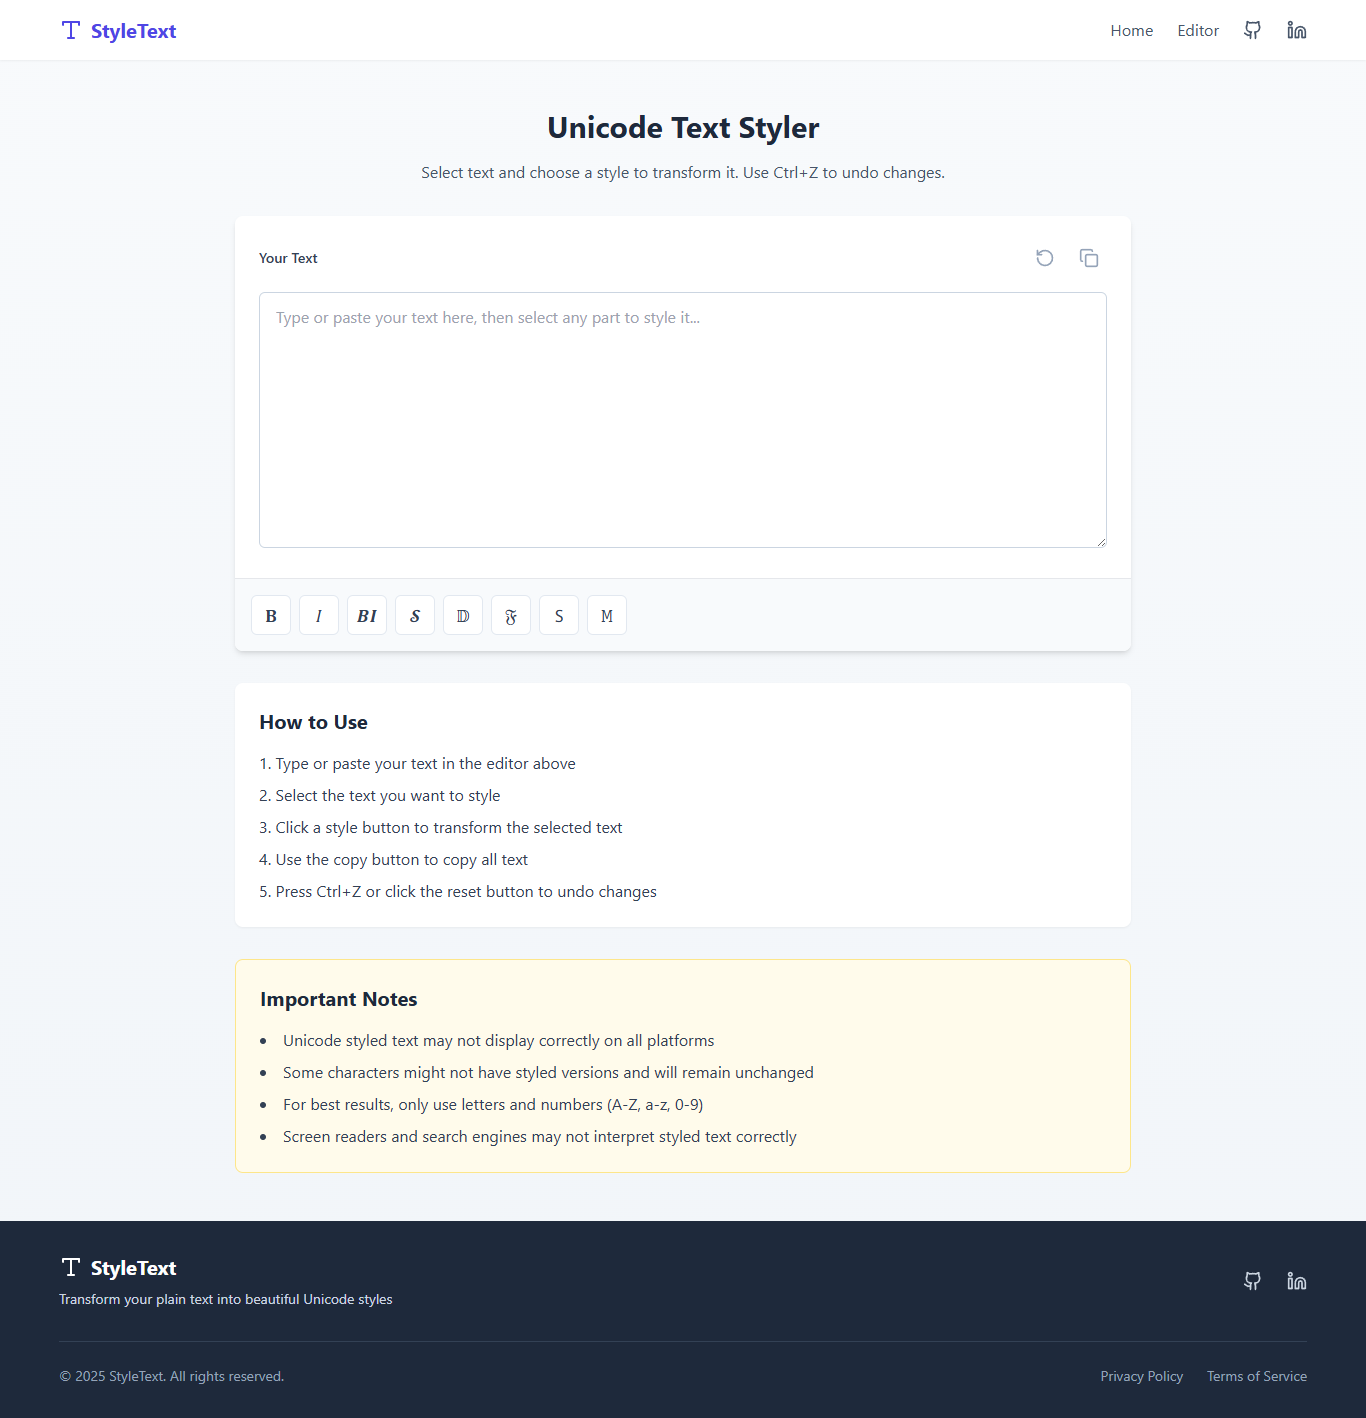 StyleText
Home Editor
Unicode Text Styler
Select text and choose a style to transform it. Use Ctrl+Z to undo changes.
Your Text
Type or paste your text here, then select any part to style it...
𝐁 𝐼 𝑩𝑰 𝓢 𝔻 𝔉 𝖲 𝙼
How to Use
1. Type or paste your text in the editor above
2. Select the text you want to style
3. Click a style button to transform the selected text
4. Use the copy button to copy all text
5. Press Ctrl+Z or click the reset button to undo changes
Important Notes
• Unicode styled text may not display correctly on all platforms
• Some characters might not have styled versions and will remain unchanged
• For best results, only use letters and numbers (A-Z, a-z, 0-9)
• Screen readers and search engines may not interpret styled text correctly
StyleText
Transform your plain text into beautiful Unicode styles
© 2025 StyleText. All rights reserved.
Privacy Policy Terms of Service